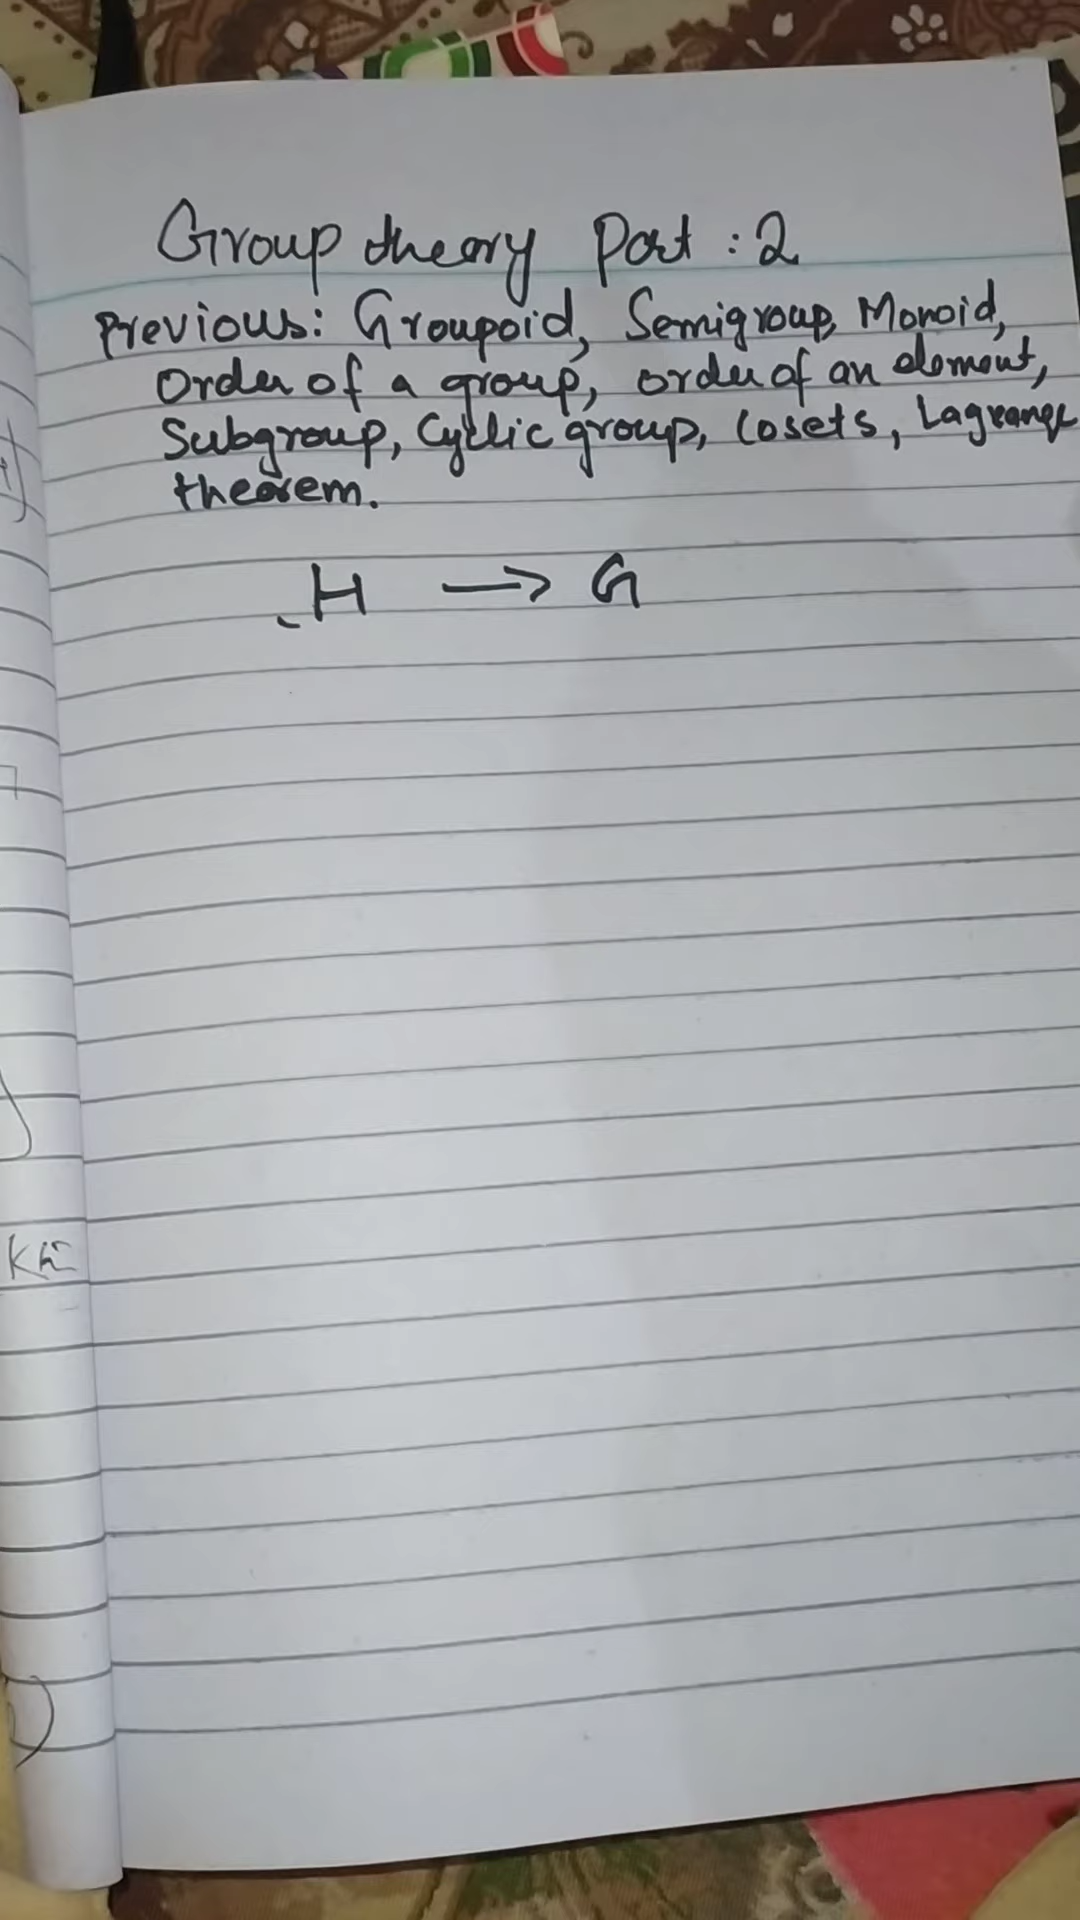 Group theory Part : 2
Previous: Groupoid, Semigroup, Monoid,
Order of a group, order of an element,
Subgroup, Cyclic group, Cosets, Lagrange
theorem.
H → G